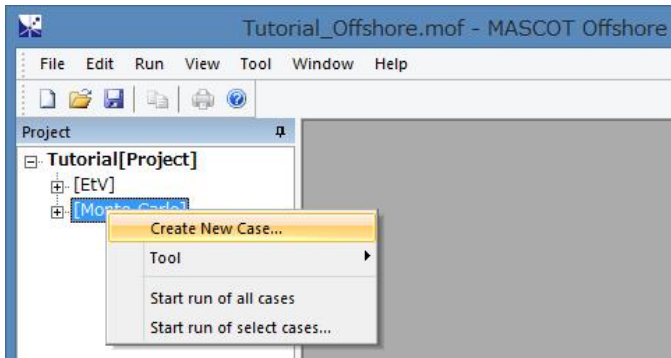 Tutorial_Offshore.mof - MASCOT Offshore
File Edit Run View Tool Window Help
Project
Tutorial[Project]
[EtV]
[Monte-Carlo]
Create New Case...
Tool
Start run of all cases
Start run of select cases...